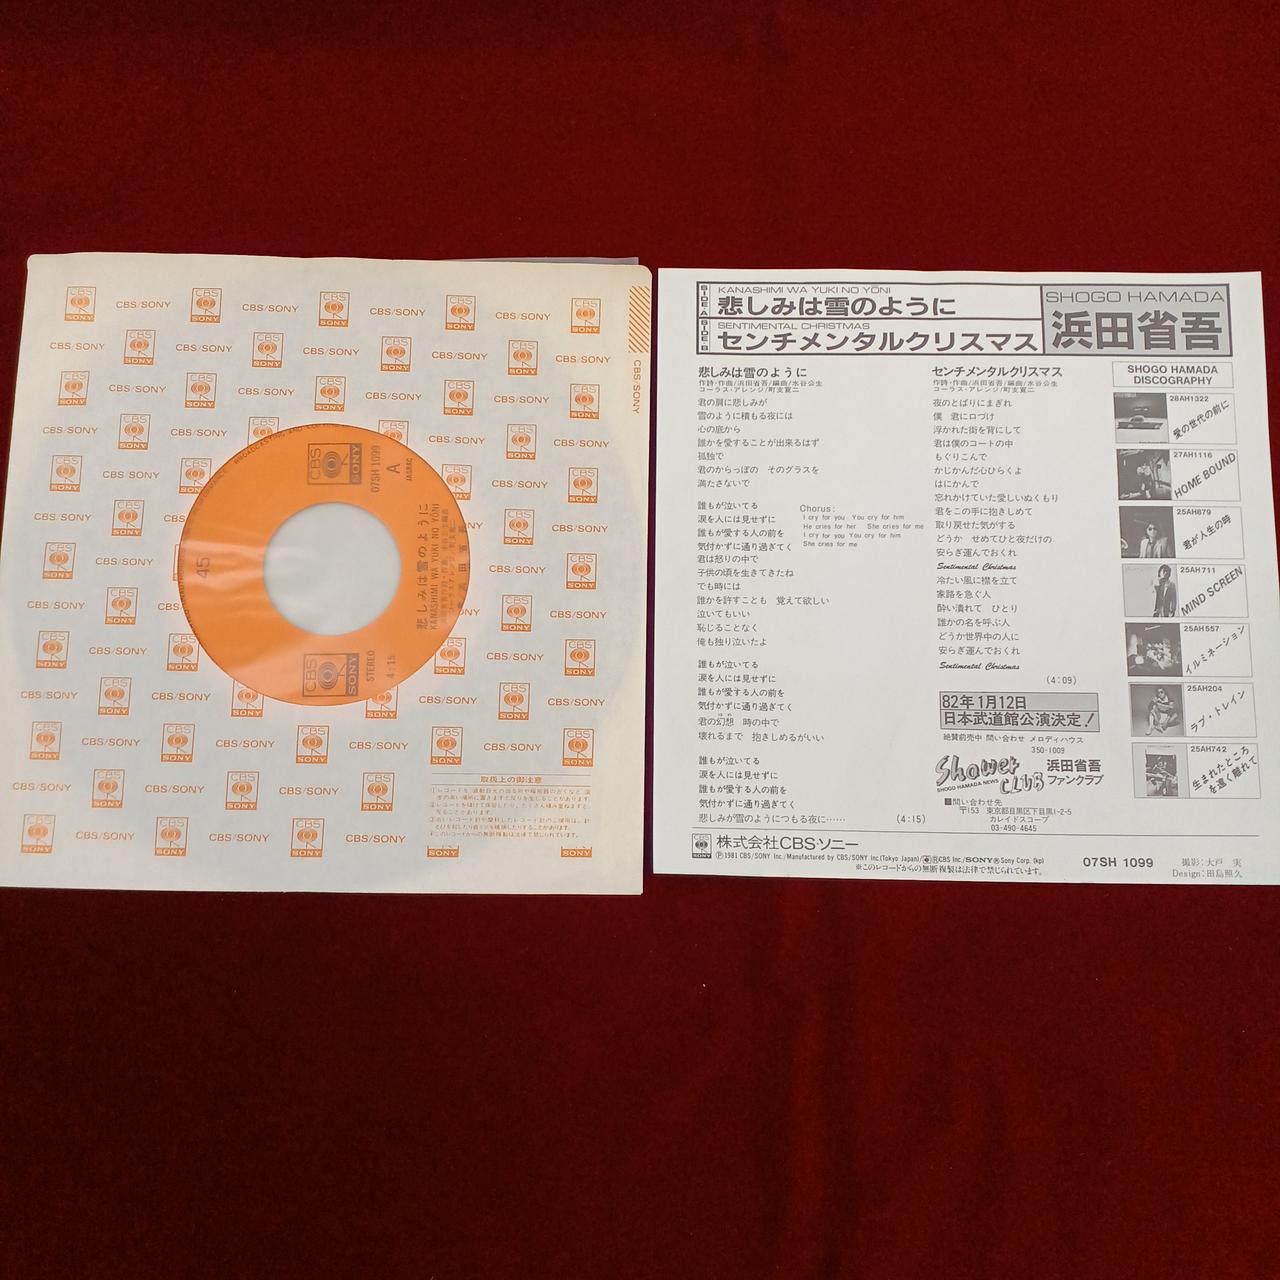 CBS/SONY
CBS SONY
CBS
SONY
07SH 1099
A
JASRAC
45
悲しみは雪のように
KANASHIMI WA YUKI NO YŌNI
浜田省吾
STEREO
4:15
取扱上の御注意
SIDE A
KANASHIMI WA YUKI NO YŌNI
悲しみは雪のように
SIDE B
SENTIMENTAL CHRISTMAS
センチメンタルクリスマス
SHOGO HAMADA
浜田省吾
悲しみは雪のように
作詩・作曲/浜田省吾/編曲/水谷公生
コーラス・アレンジ/町支寛二
君の肩に悲しみが
雪のように積もる夜には
心の底から
誰かを愛することが出来るはず
孤独で
君のからっぽの　そのグラスを
満たさないで
誰もが泣いてる
涙を人には見せずに
誰もが愛する人の前を
気付かずに通り過ぎてく
君は怒りの中で
子供の頃を生きてきたね
でも時には
誰かを許すことも　覚えて欲しい
泣いてもいい
恥じることなく
俺も独り泣いたよ
誰もが泣いてる
涙を人には見せずに
誰もが愛する人の前を
気付かずに通り過ぎてく
君の幻想　時の中で
壊れるまで　抱きしめるがいい
誰もが泣いてる
涙を人には見せずに
誰もが愛する人の前を
気付かずに通り過ぎてく
悲しみが雪のようにつもる夜に……
(4:15)
Chorus:
I cry for you You cry for him
He cries for her She cries for me
I cry for you You cry for him
She cries for me
センチメンタルクリスマス
作詩・作曲/浜田省吾/編曲/水谷公生
コーラス・アレンジ/町支寛二
夜のとばりにまぎれ
僕　君に口づけ
浮かれた街を背にして
君は僕のコートの中
もぐりこんで
かじかんだ心ひらくよ
はにかんで
忘れかけていた愛しいぬくもり
君をこの手に抱きしめて
取り戻せた気がする
どうか　せめてひと夜だけの
安らぎ運んでおくれ
Sentimental Christmas
冷たい風に襟を立て
家路を急ぐ人
酔い潰れて　ひとり
誰かの名を呼ぶ人
どうか世界中の人に
安らぎ運んでおくれ
Sentimental Christmas
(4:09)
82年1月12日
日本武道館公演決定!
絶賛前売中 問い合わせ メロディハウス
350-1009
Shower CLUB
SHOGO HAMADA NEWS
浜田省吾
ファンクラブ
■問い合わせ先
〒153　東京都目黒区下目黒1-2-5
カレイドスコープ
03-490-4645
SHOGO HAMADA
DISCOGRAPHY
28AH1322
愛の世代の前に
27AH1116
HOME BOUND
25AH879
君が人生の時
25AH711
MIND SCREEN
25AH557
イルミネーション
25AH204
ラブ・トレイン
25AH742
生まれたところ
を遠く離れて
株式会社CBS・ソニー
Ⓟ1981 CBS/SONY Inc./Manufactured by CBS/SONY Inc.(Tokyo Japan)/ⓇCBS Inc./SONY®Sony Corp. (kp)
※このレコードからの無断複製は法律で禁じられています。
07SH 1099
撮影:大戸　実
Design:田島照久